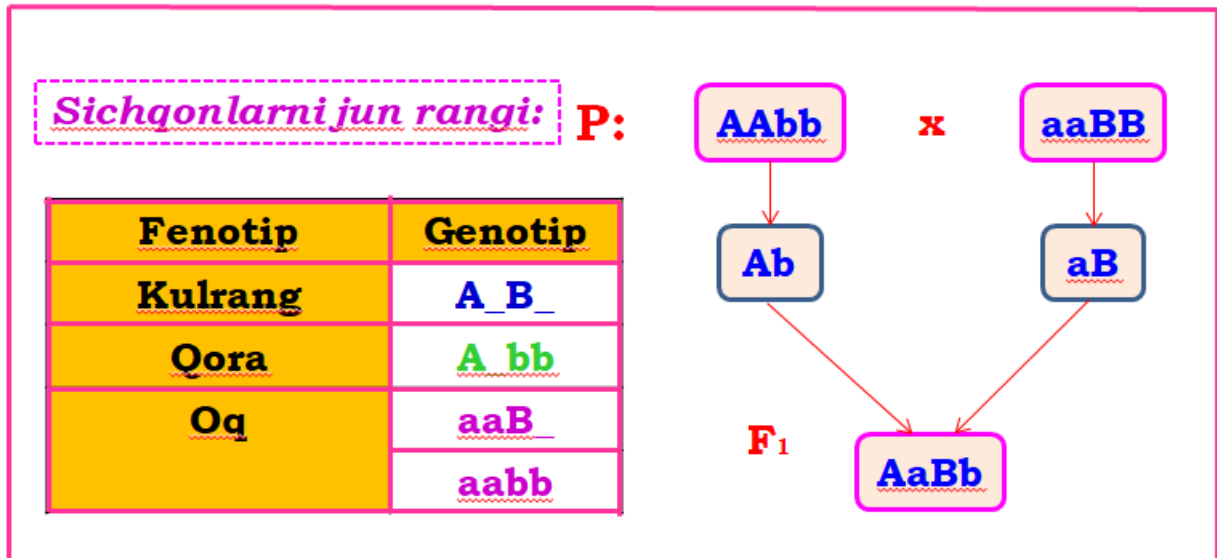 Sichqonlarni jun rangi:
P: AAbb x aaBB
Fenotip Genotip
Kulrang A_B_
Qora A_bb
Oq aaB_
aabb
Ab aB
F₁
AaBb